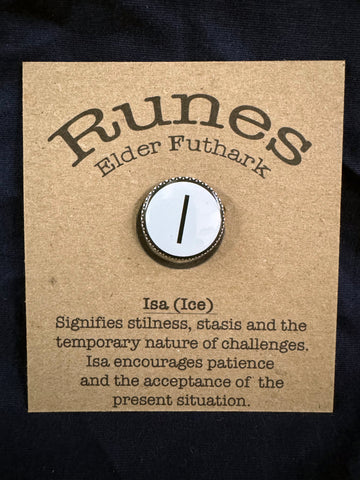 Runes
Elder Futhark
ᛁ
Isa (Ice)
Signifies stilness, stasis and the
temporary nature of challenges.
Isa encourages patience
and the acceptance of the
present situation.